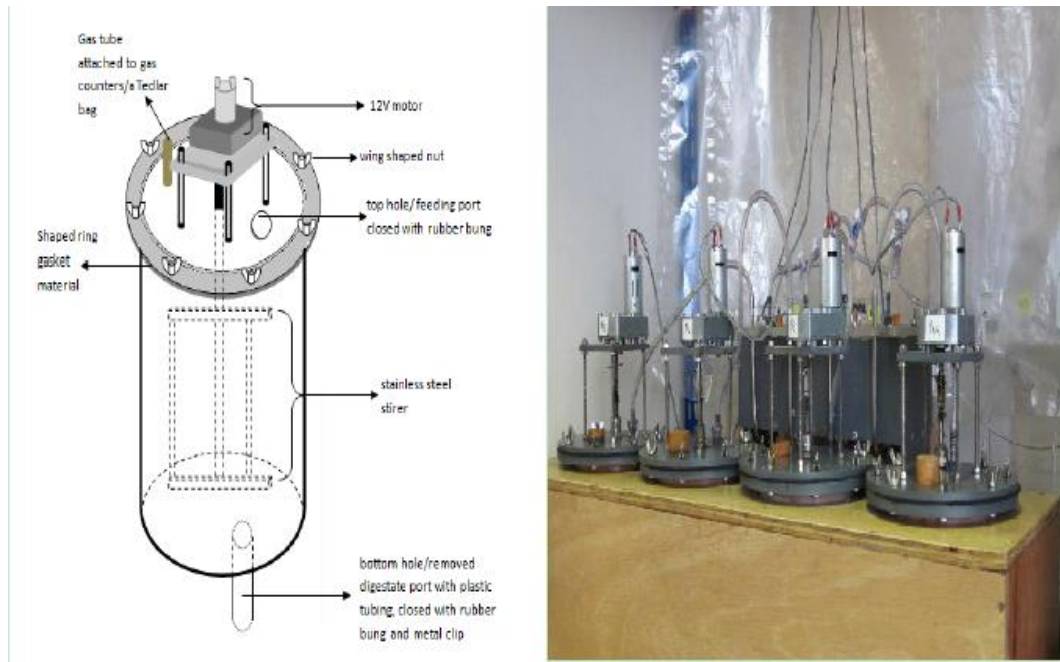 Gas tube
attached to gas
counters/a Tedlar
bag
12V motor
wing shaped nut
top hole/ feeding port
closed with rubber bung
Shaped ring
gasket
material
stainless steel
stirer
bottom hole/removed
digestate port with plastic
tubing, closed with rubber
bung and metal clip